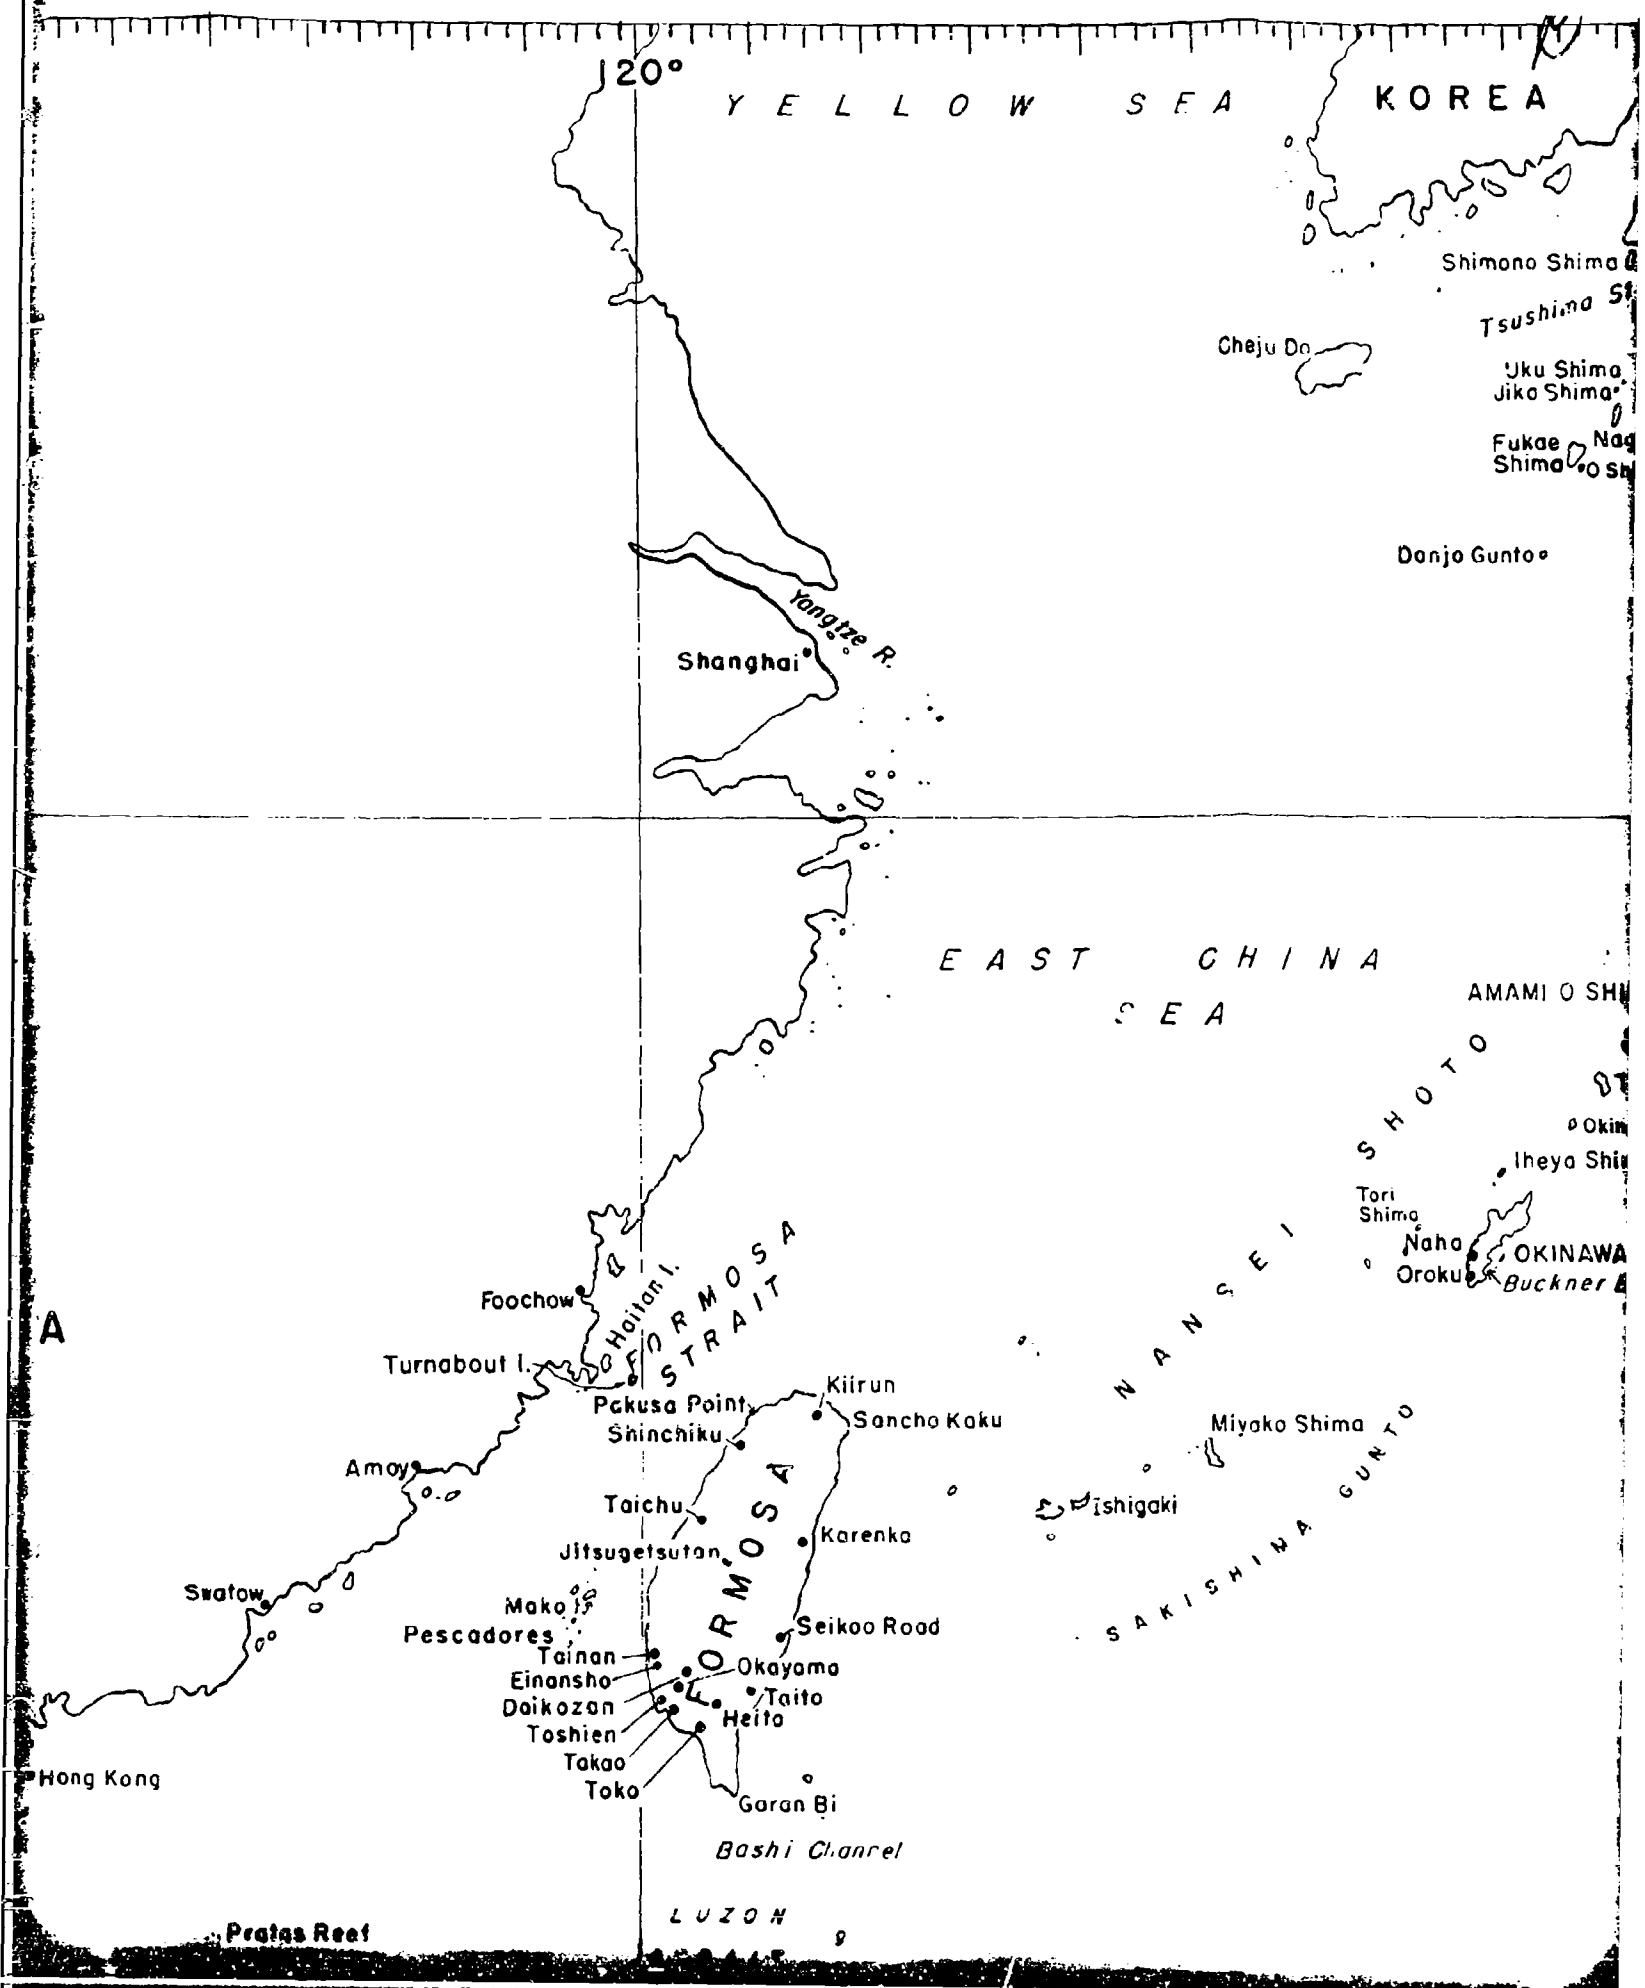 120°
YELLOW SEA
KOREA
Shimono Shima
Tsushima
Cheju Do
Uku Shima
Jiko Shima
Fukae
Shima
Danjo Gunto
Yangtze R.
Shanghai
EAST CHINA
SEA
AMAMI O
NANSEI SHOTO
Iheya
Tori
Shima
Naha
OKINAWA
Oroku
Buckner
Foochow
Haitan I.
FORMOSA
STRAIT
A
Turnabout I.
Kiirun
Pakusa Point
Sancho Kaku
Shinchiku
Miyako Shima
SAKISHIMA GUNTO
Amoy
Taichu
Ishigaki
FORMOSA
Karenko
Jitsugetsutan
Swatow
Mako
Pescadores
Seikoo Road
Tainan
Einansho
Okayama
Daikozan
Taito
Heito
Toshien
Takao
Toko
Hong Kong
Garan Bi
Bashi Channel
LUZON
Pratas Reef